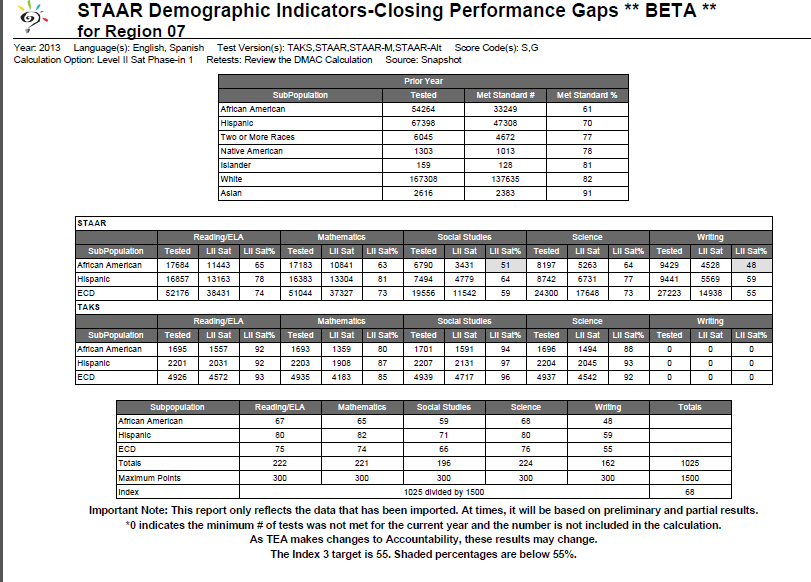 STAAR Demographic Indicators-Closing Performance Gaps ** BETA **
for Region 07
Year: 2013 Language(s): English, Spanish Test Version(s): TAKS,STAAR,STAAR-M,STAAR-Alt Score Code(s): S,G
Calculation Option: Level II Sat Phase-in 1 Retests: Review the DMAC Calculation Source: Snapshot
Prior Year
SubPopulation Tested Met Standard # Met Standard %
African American 54264 33249 61
Hispanic 67398 47308 70
Two or More Races 6045 4672 77
Native American 1303 1013 78
Islander 159 128 81
White 167308 137635 82
Asian 2616 2383 91
STAAR
Reading/ELA Mathematics Social Studies Science Writing
SubPopulation Tested LII Sat LII Sat% Tested LII Sat LII Sat% Tested LII Sat LII Sat% Tested LII Sat LII Sat% Tested LII Sat LII Sat%
African American 17684 11443 65 17183 10841 63 6790 3431 51 8197 5263 64 9429 4528 48
Hispanic 16857 13163 78 16383 13304 81 7494 4779 64 8742 6731 77 9441 5569 59
ECD 52176 38431 74 51044 37327 73 19556 11542 59 24300 17648 73 27223 14938 55
TAKS
Reading/ELA Mathematics Social Studies Science Writing
SubPopulation Tested LII Sat LII Sat% Tested LII Sat LII Sat% Tested LII Sat LII Sat% Tested LII Sat LII Sat% Tested LII Sat LII Sat%
African American 1695 1557 92 1693 1359 80 1701 1591 94 1696 1494 88 0 0 0
Hispanic 2201 2031 92 2203 1908 87 2207 2131 97 2204 2045 93 0 0 0
ECD 4926 4572 93 4935 4183 85 4939 4717 96 4937 4542 92 0 0 0
Subpopulation Reading/ELA Mathematics Social Studies Science Writing Totals
African American 67 65 59 68 48
Hispanic 80 82 71 80 59
ECD 75 74 66 76 55
Totals 222 221 196 224 162 1025
Maximum Points 300 300 300 300 300 1500
Index 1025 divided by 1500 68
Important Note: This report only reflects the data that has been imported. At times, it will be based on preliminary and partial results.
*0 indicates the minimum # of tests was not met for the current year and the number is not included in the calculation.
As TEA makes changes to Accountability, these results may change.
The Index 3 target is 55. Shaded percentages are below 55%.